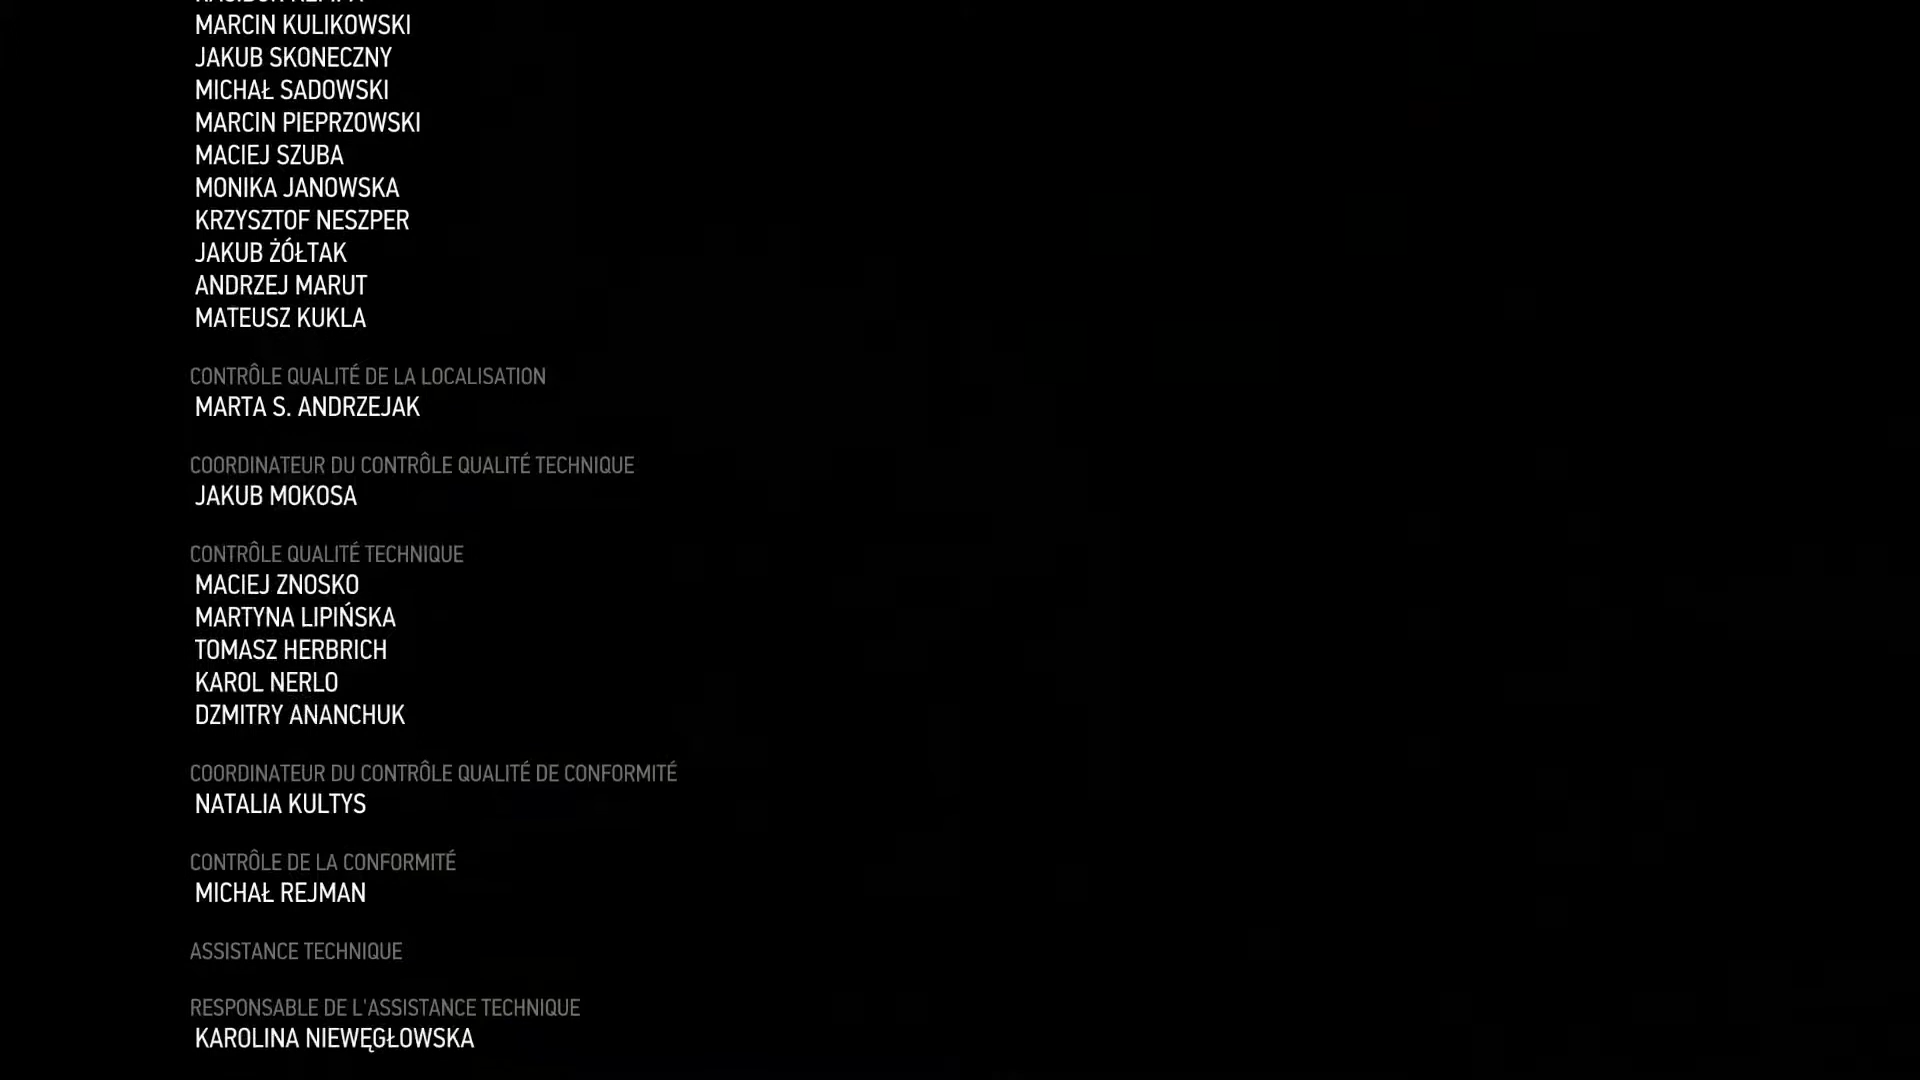 MARCIN KULIKOWSKI
JAKUB SKONECZNY
MICHAŁ SADOWSKI
MARCIN PIEPRZOWSKI
MACIEJ SZUBA
MONIKA JANOWSKA
KRZYSZTOF NESZPER
JAKUB ŻÓŁTAK
ANDRZEJ MARUT
MATEUSZ KUKLA
CONTRÔLE QUALITÉ DE LA LOCALISATION
MARTA S. ANDRZEJAK
COORDINATEUR DU CONTRÔLE QUALITÉ TECHNIQUE
JAKUB MOKOSA
CONTRÔLE QUALITÉ TECHNIQUE
MACIEJ ZNOSKO
MARTYNA LIPIŃSKA
TOMASZ HERBRICH
KAROL NERLO
DZMITRY ANANCHUK
COORDINATEUR DU CONTRÔLE QUALITÉ DE CONFORMITÉ
NATALIA KULTYS
CONTRÔLE DE LA CONFORMITÉ
MICHAŁ REJMAN
ASSISTANCE TECHNIQUE
RESPONSABLE DE L'ASSISTANCE TECHNIQUE
KAROLINA NIEWĘGŁOWSKA